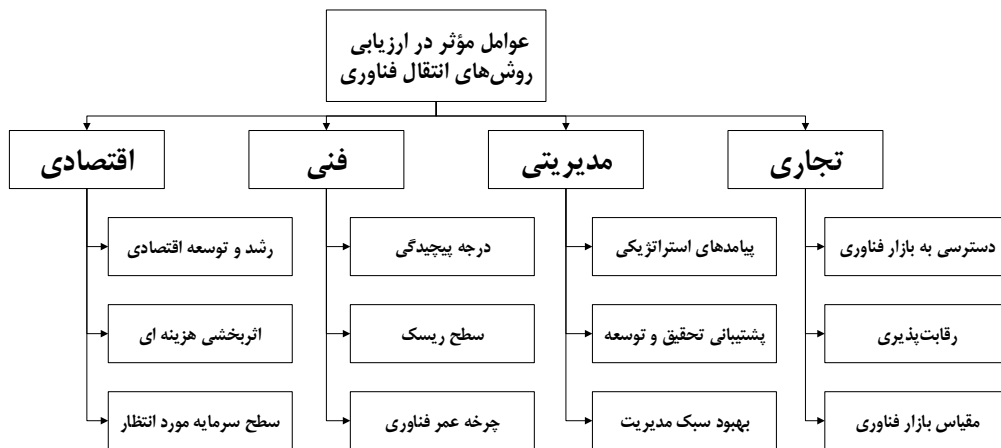 عوامل مؤثر در ارزیابی
روش‌های انتقال فناوری
تجاری
مدیریتی
فنی
اقتصادی
دسترسی به بازار فناوری
پیامدهای استراتژیکی
درجه پیچیدگی
رشد و توسعه اقتصادی
رقابت‌پذیری
پشتیبانی تحقیق و توسعه
سطح ریسک
اثربخشی هزینه ای
مقیاس بازار فناوری
بهبود سبک مدیریت
چرخه عمر فناوری
سطح سرمایه مورد انتظار